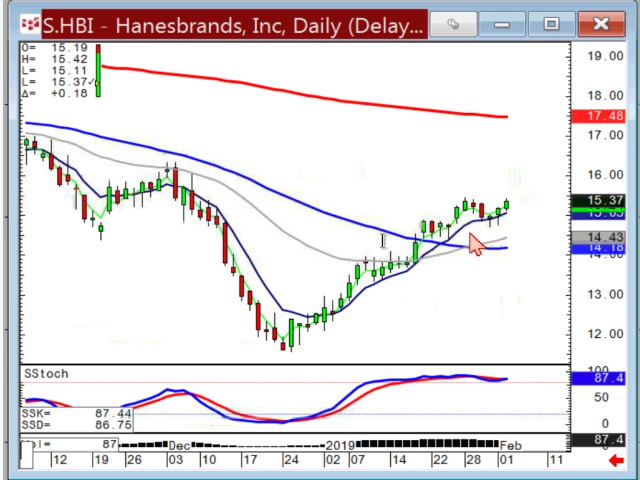 S.HBI - Hanesbrands, Inc, Daily (Delay...
O= 15.19
H= 15.42
L= 15.11
L= 15.37
Δ= +0.18
19.00
18.00
17.48
17.00
16.00
15.37
14.43
14.18
13.00
12.00
SStoch
100
87.4
50
0
SSK= 87.44
SSD= 86.75
87
87.4
Dec 2019 Feb
12 19 26 03 10 17 24 02 07 14 22 28 01 11